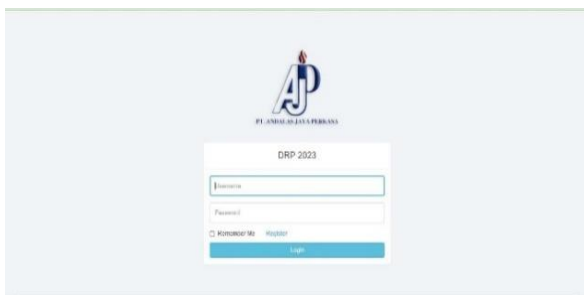 AJP
PT. ANDALAS JAYA PERKASA
DRP 2023
Username
Password
Remember Me Register
Login